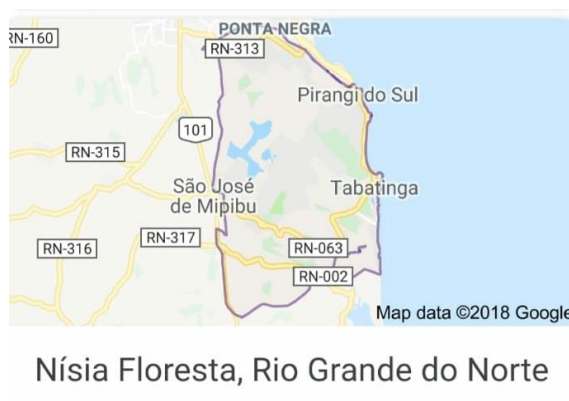 PONTA NEGRA
RN-160
RN-313
Pirangi do Sul
101
RN-315
São José
de Mipibu
Tabatinga
RN-317
RN-316
RN-063
RN-002
Map data ©2018 Google
Nísia Floresta, Rio Grande do Norte